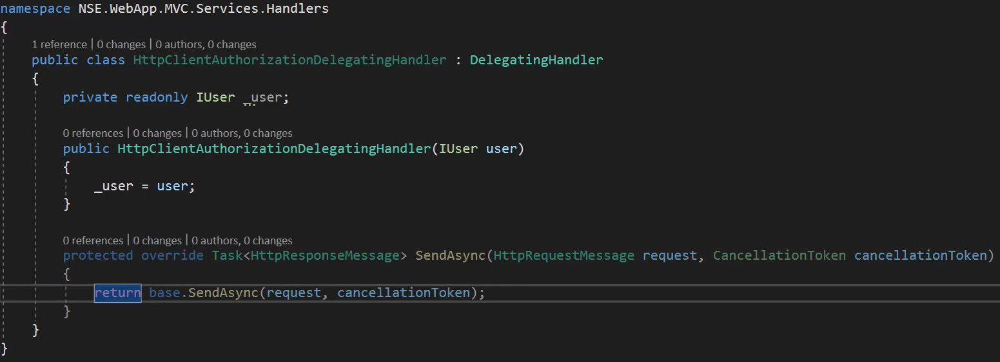 namespace NSE.WebApp.MVC.Services.Handlers
{
1 reference | 0 changes | 0 authors, 0 changes
public class HttpClientAuthorizationDelegatingHandler : DelegatingHandler
{
private readonly IUser _user;
0 references | 0 changes | 0 authors, 0 changes
public HttpClientAuthorizationDelegatingHandler(IUser user)
{
_user = user;
}
0 references | 0 changes | 0 authors, 0 changes
protected override Task<HttpResponseMessage> SendAsync(HttpRequestMessage request, CancellationToken cancellationToken)
{
return base.SendAsync(request, cancellationToken);
}
}
}